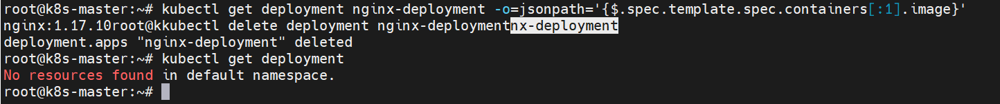 root@k8s-master:~# kubectl get deployment nginx-deployment -o=jsonpath='{$.spec.template.spec.containers[:1].image}'
nginx:1.17.10root@kkubectl delete deployment nginx-deploymentnx-deployment
deployment.apps "nginx-deployment" deleted
root@k8s-master:~# kubectl get deployment
No resources found in default namespace.
root@k8s-master:~#